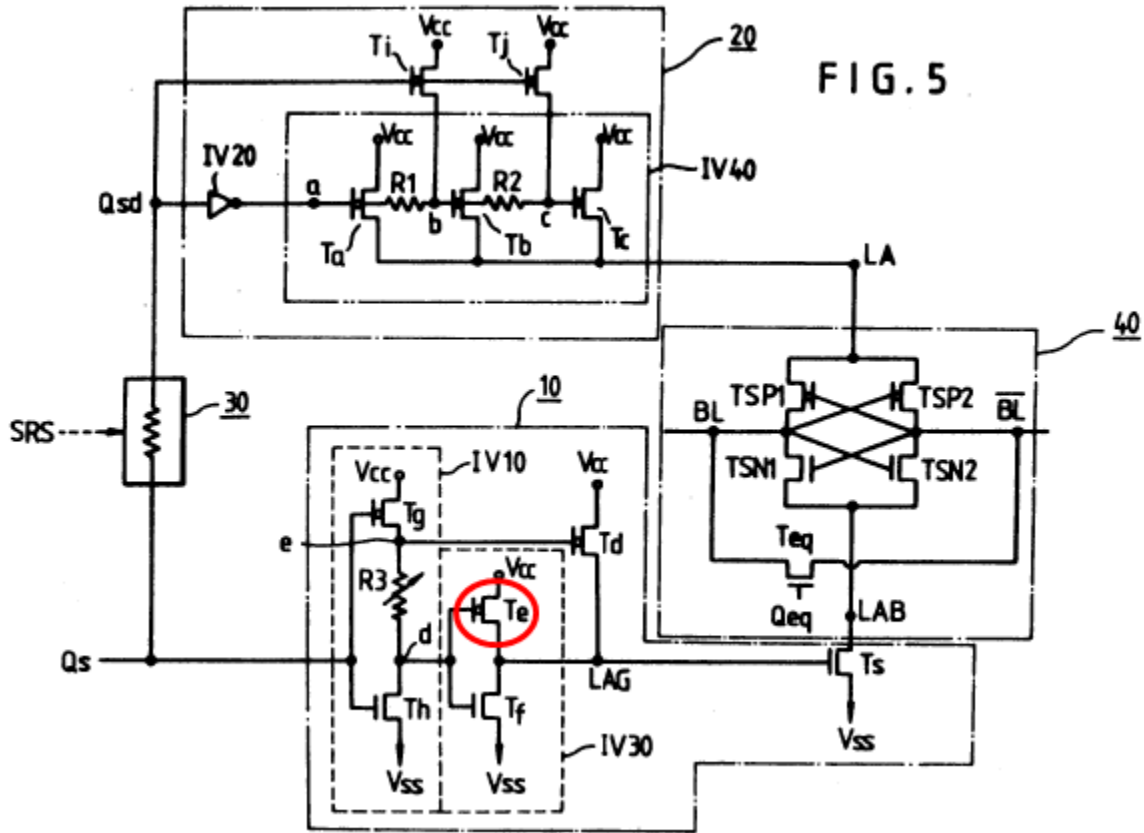 Vcc
Vcc
20
FIG.5
Ti
Tj
Vcc
Vcc
Vcc
IV40
IV20
a
R1
R2
Qsd
b
c
Ta
Tb
Tc
LA
40
30
10
TSP1
TSP2
BL
BL
SRS
IV10
Vcc
Vcc
TSN1
TSN2
Tg
e
Td
Vcc
Teq
R3
Te
Qeq
LAB
d
Qs
LAG
Ts
Th
Tf
IV30
Vss
Vss
Vss